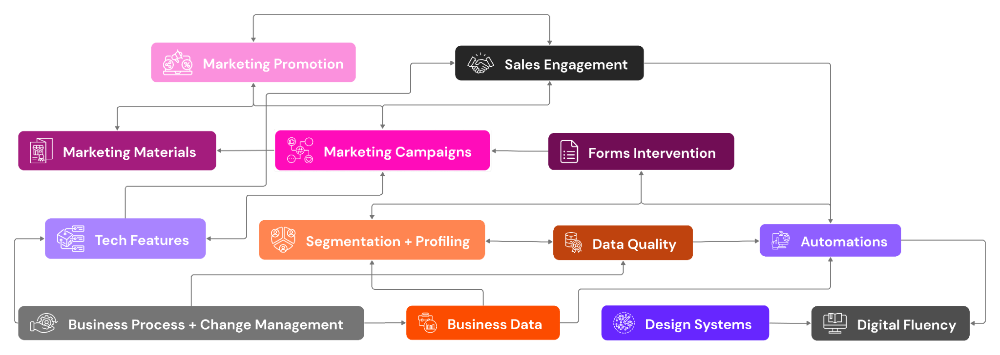 Marketing Promotion
Sales Engagement
Marketing Materials
Marketing Campaigns
Forms Intervention
Tech Features
Segmentation + Profiling
Data Quality
Automations
Business Process + Change Management
Business Data
Design Systems
Digital Fluency